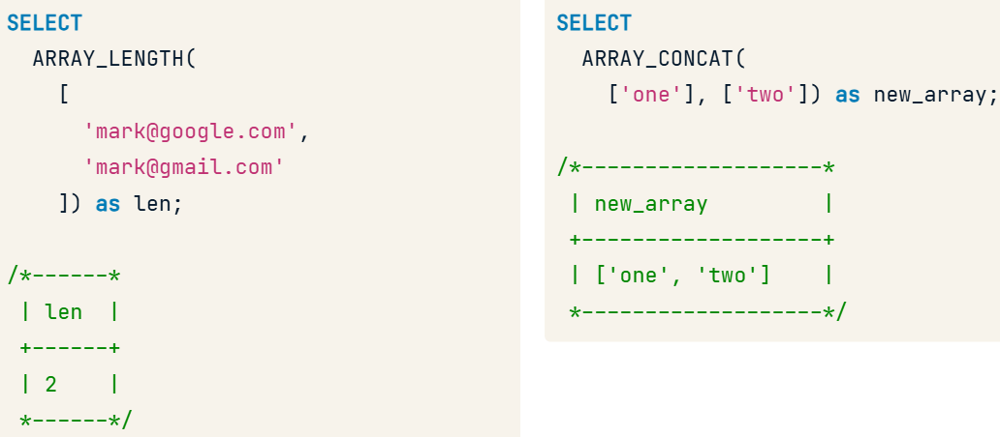 SELECT
  ARRAY_LENGTH(
    [
      'mark@google.com',
      'mark@gmail.com'
    ]) as len;

/*------*
 | len  |
 +------+
 | 2    |
 *------*/

SELECT
  ARRAY_CONCAT(
    ['one'], ['two']) as new_array;

/*-------------------*
 | new_array         |
 +-------------------+
 | ['one', 'two']    |
 *-------------------*/